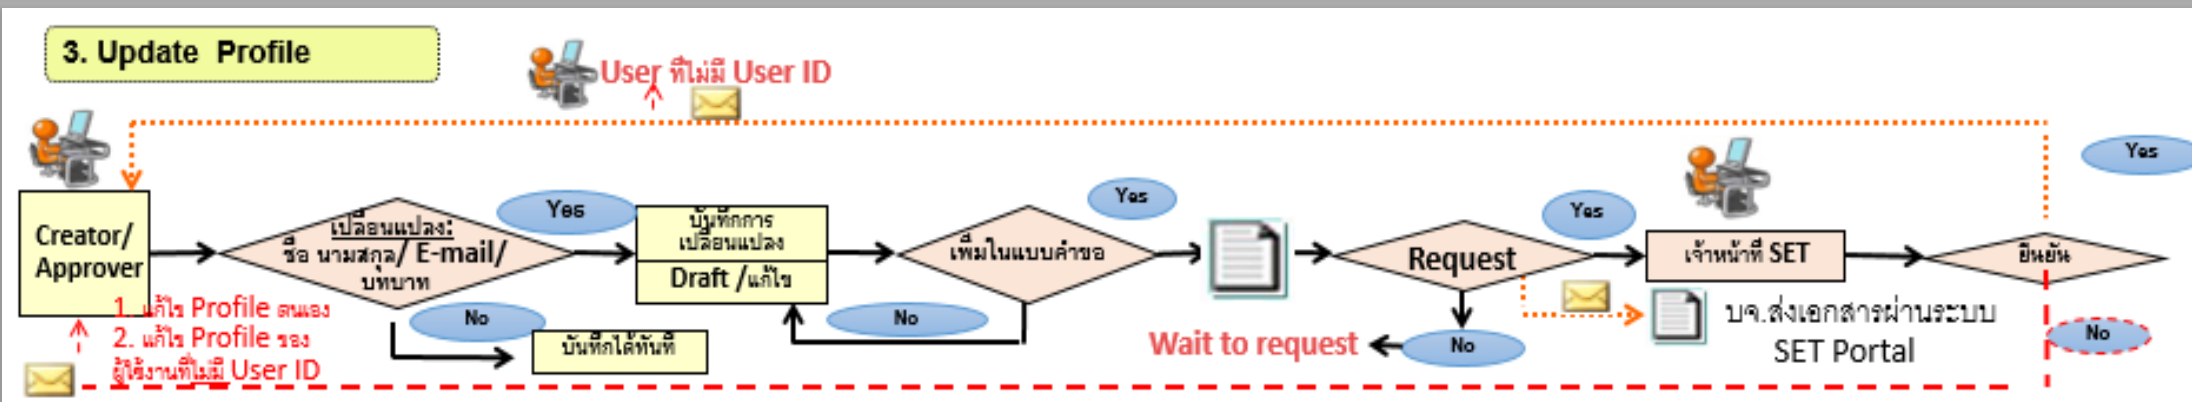 3. Update Profile
User ที่ไม่มี User ID
Yes
Creator/
Approver
เปลี่ยนแปลง:
ชื่อ นามสกุล/ E-mail/
บทบาท
Yes
No
บันทึกได้ทันที
บันทึกการ
เปลี่ยนแปลง
Draft /แก้ไข
เพิ่มในแบบคำขอ
Yes
No
Request
Yes
No
Wait to request
เจ้าหน้าที่ SET
บจ.ส่งเอกสารผ่านระบบ
SET Portal
ยืนยัน
No
1. แก้ไข Profile ตนเอง
2. แก้ไข Profile ของ
ผู้ใช้งานที่ไม่มี User ID